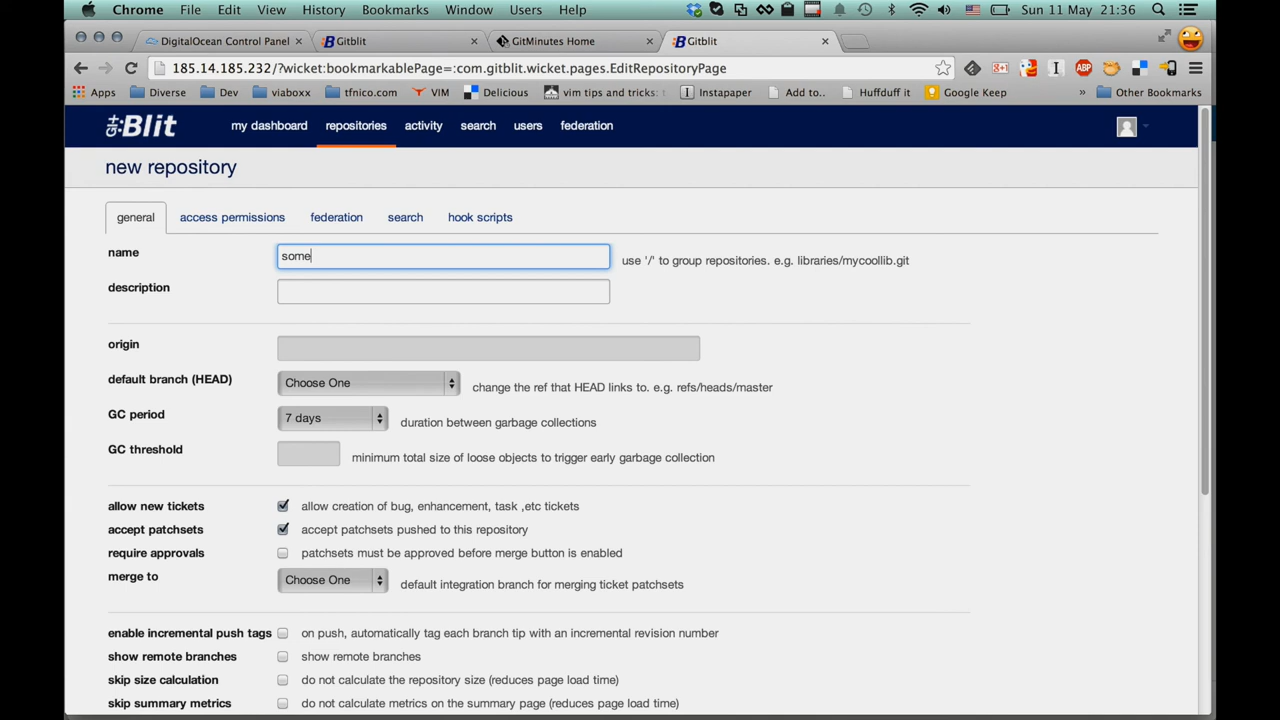 Chrome File Edit View History Bookmarks Window Users Help Sun 11 May 21:36
DigitalOcean Control Panel × Gitblit × GitMinutes Home × Gitblit ×
185.14.185.232/?wicket:bookmarkablePage=:com.gitblit.wicket.pages.EditRepositoryPage
Apps Diverse Dev viaboxx tfnico.com VIM Delicious vim tips and tricks: Instapaper Add to.. Huffduff it Google Keep » Other Bookmarks
git:Blit my dashboard repositories activity search users federation
new repository
general access permissions federation search hook scripts
name some use '/' to group repositories. e.g. libraries/mycoollib.git
description
origin
default branch (HEAD) Choose One change the ref that HEAD links to. e.g. refs/heads/master
GC period 7 days duration between garbage collections
GC threshold minimum total size of loose objects to trigger early garbage collection
allow new tickets allow creation of bug, enhancement, task ,etc tickets
accept patchsets accept patchsets pushed to this repository
require approvals patchsets must be approved before merge button is enabled
merge to Choose One default integration branch for merging ticket patchsets
enable incremental push tags on push, automatically tag each branch tip with an incremental revision number
show remote branches show remote branches
skip size calculation do not calculate the repository size (reduces page load time)
skip summary metrics do not calculate metrics on the summary page (reduces page load time)